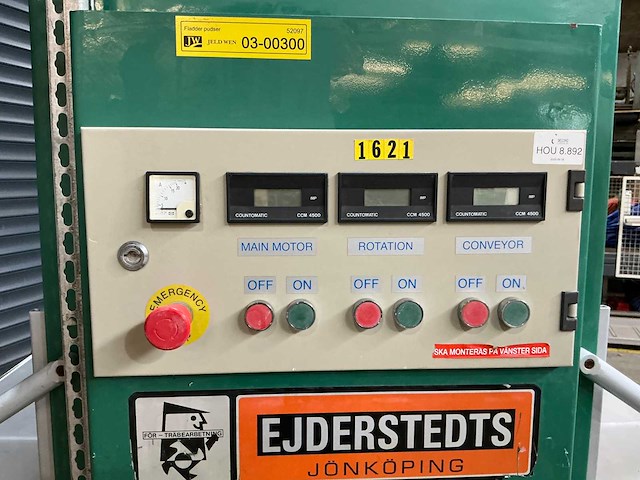 Fladder pudser 52097
JW JELD WEN 03-00300
1621
HOU 8.892
A
COUNTOMATIC CCM 4500
COUNTOMATIC CCM 4500
COUNTOMATIC CCM 4500
MAIN MOTOR ROTATION CONVEYOR
OFF ON OFF ON OFF ON
EMERGENCY
SKA MONTERAS PÅ VÄNSTER SIDA
FÖR - TRÄBEARBETNING
EJDERSTEDTS
JÖNKÖPING